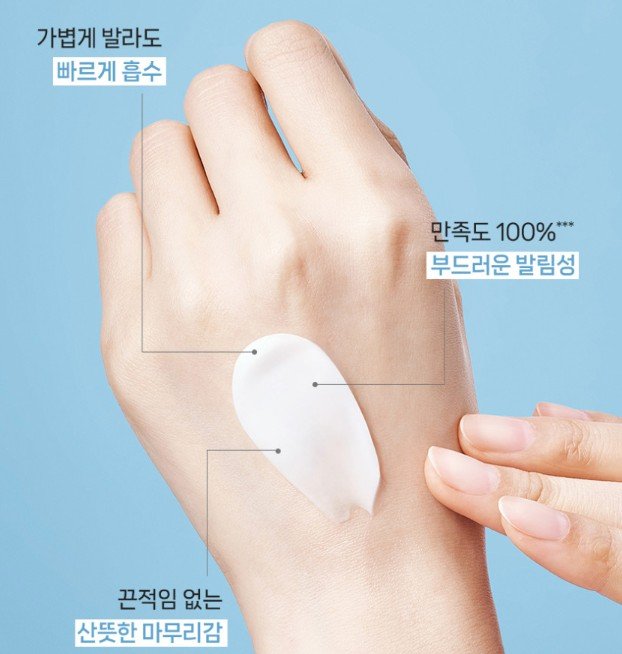 가볍게 발라도
빠르게 흡수
만족도 100%***
부드러운 발림성
끈적임 없는
산뜻한 마무리감